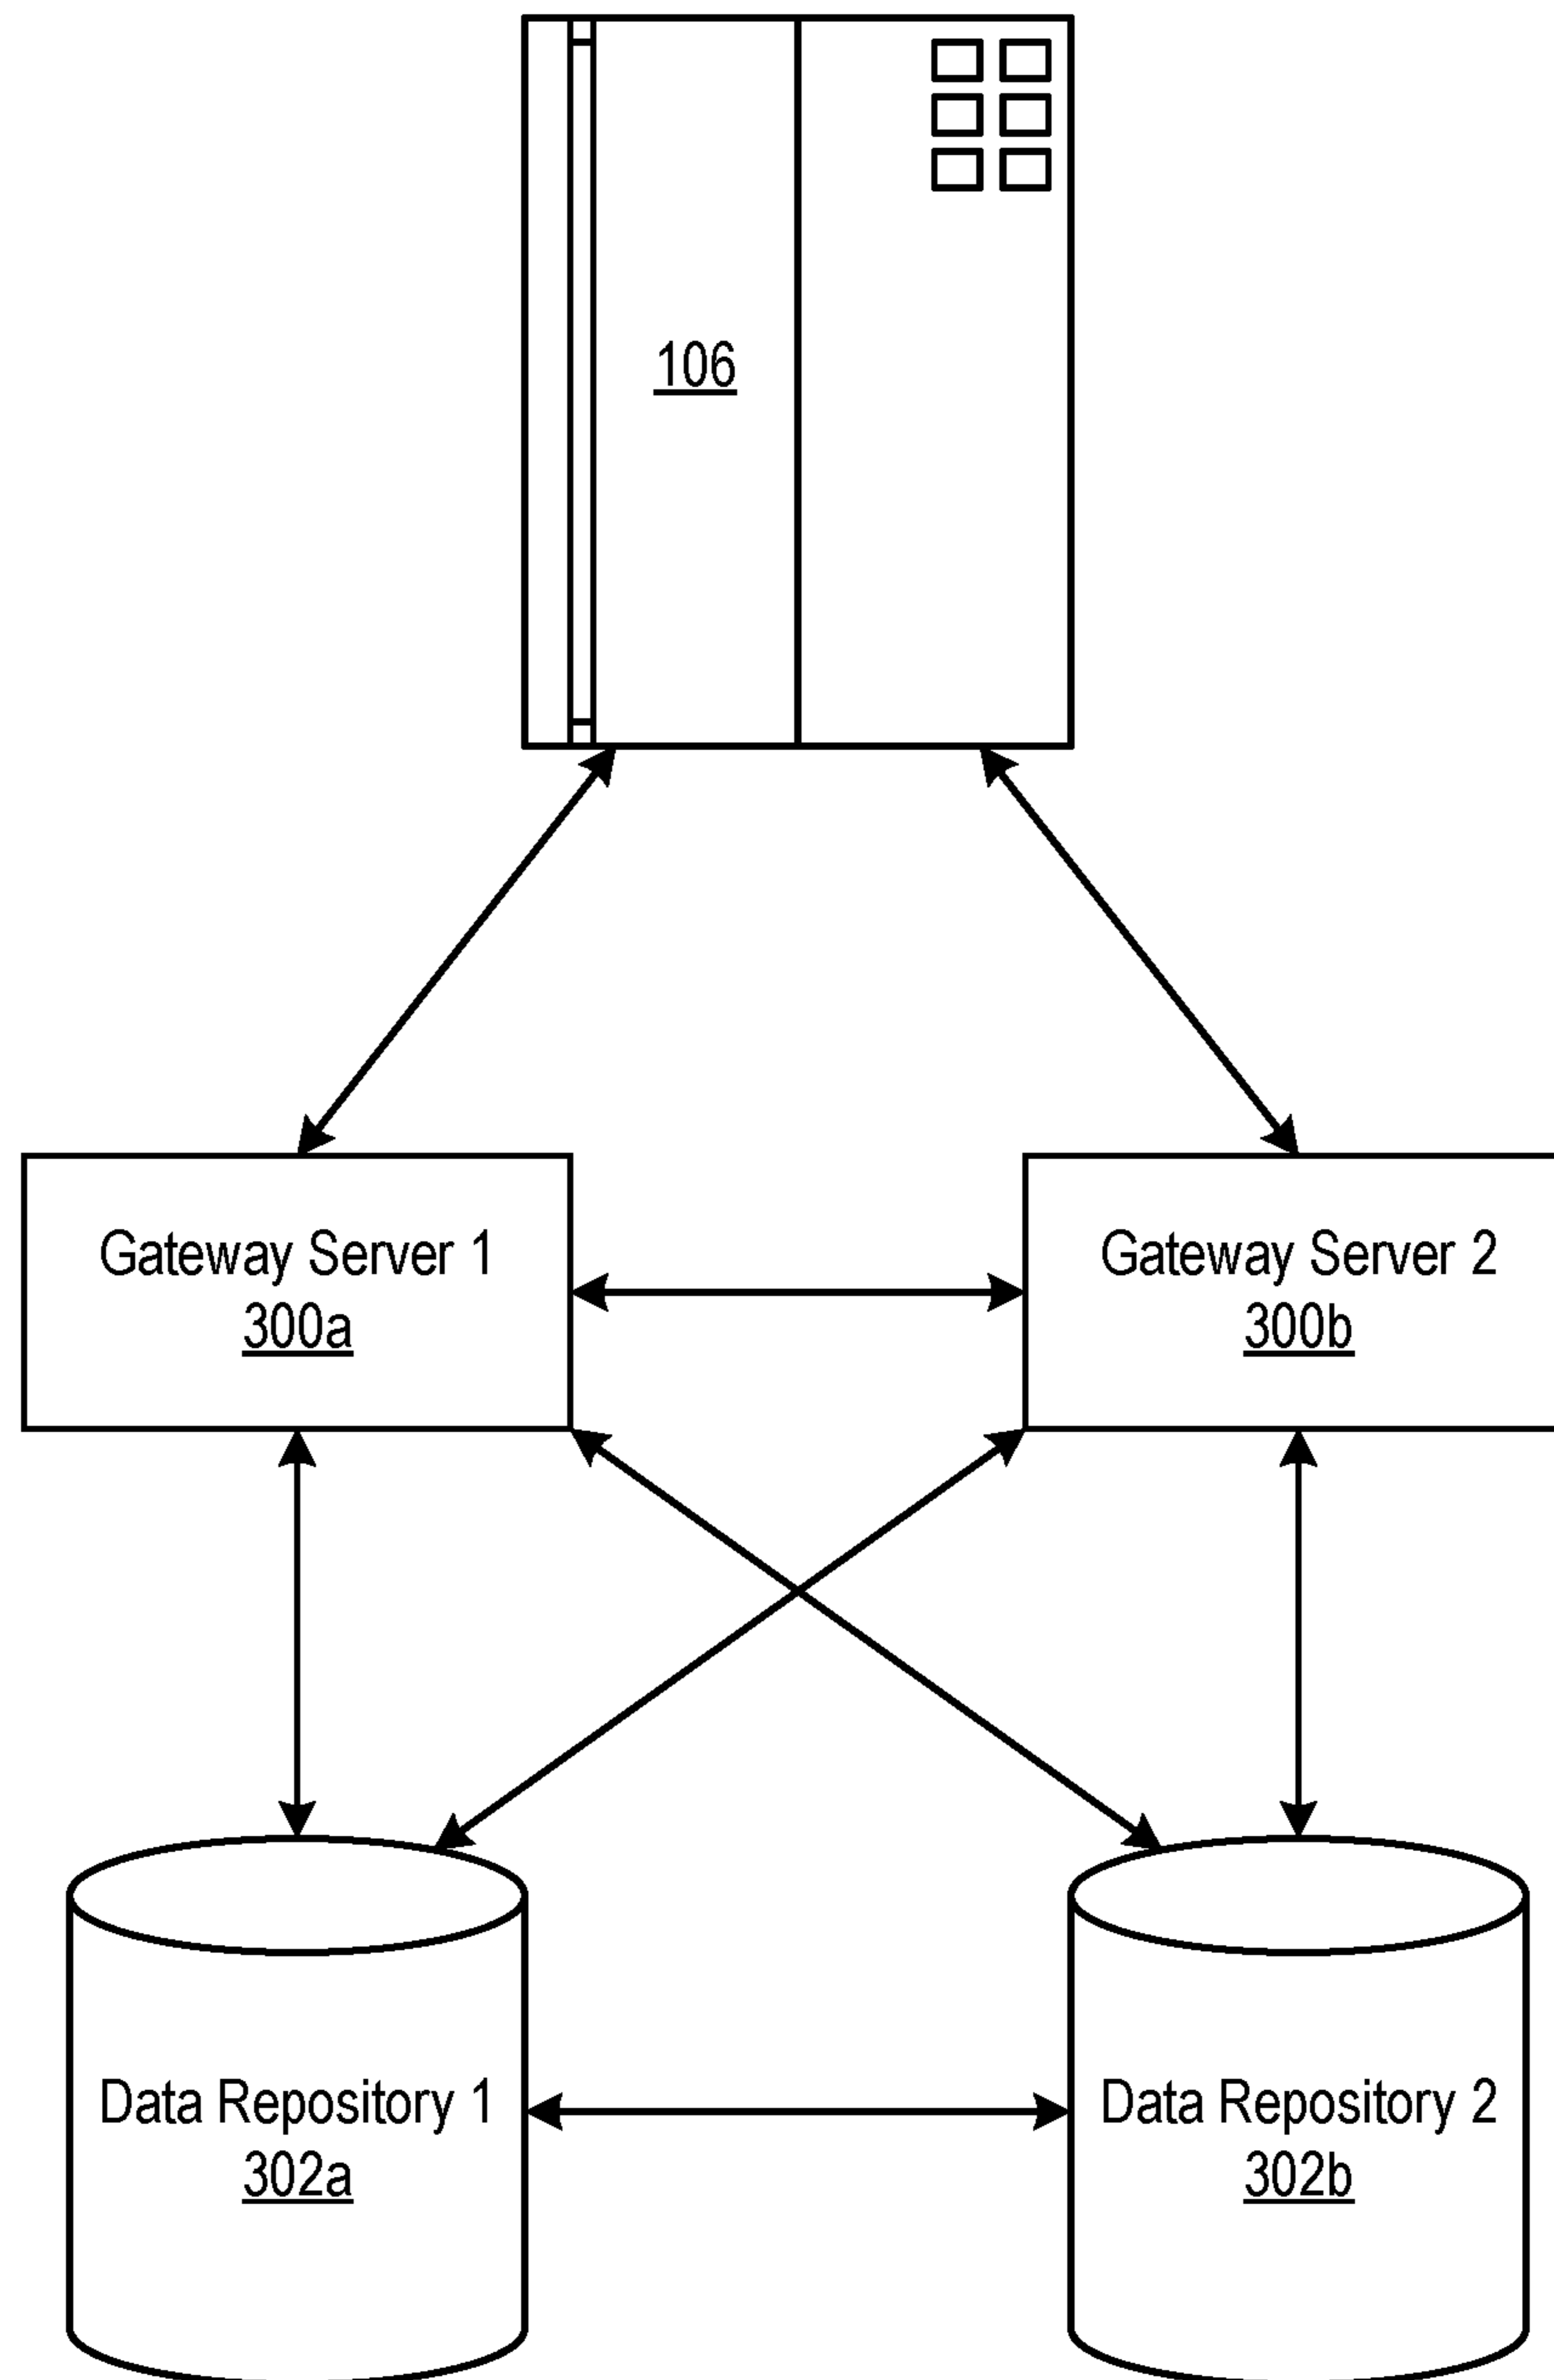 106
Gateway Server 1
300a
Gateway Server 2
300b
Data Repository 1
302a
Data Repository 2
302b